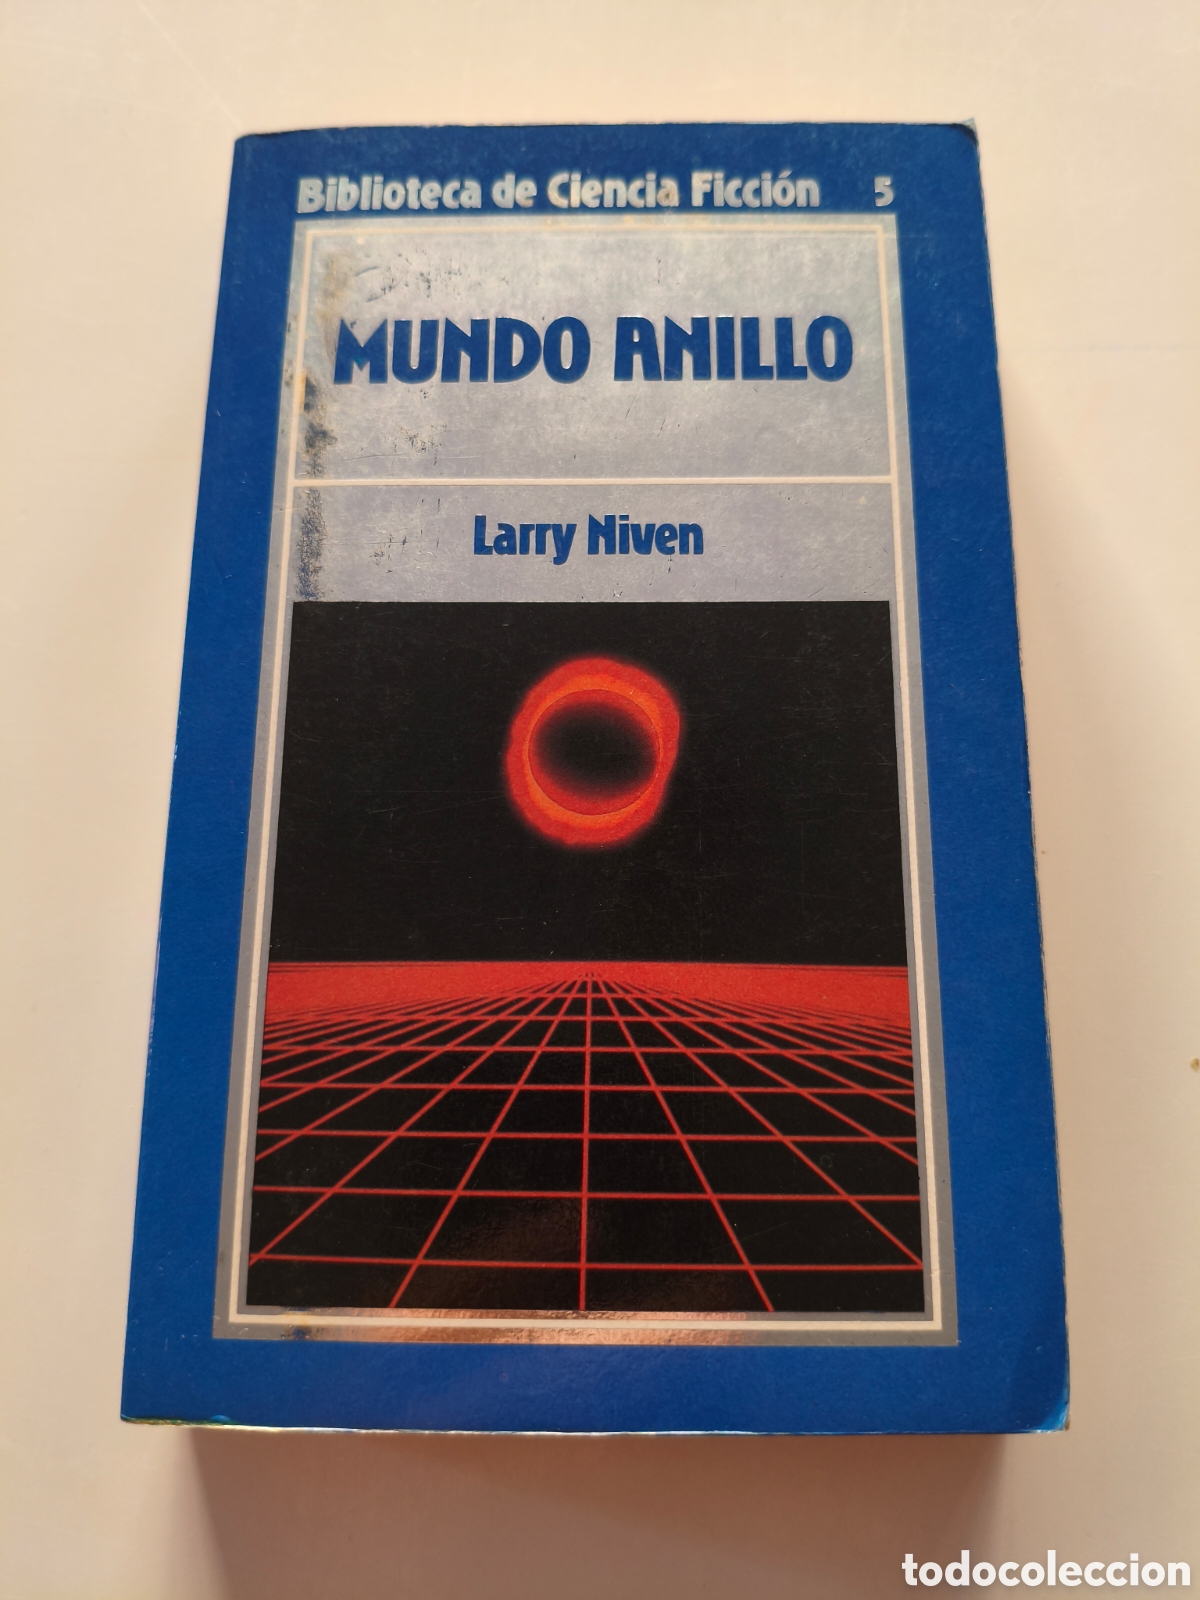 Biblioteca de Ciencia Ficción 5
MUNDO ANILLO
Larry Niven
todocoleccion